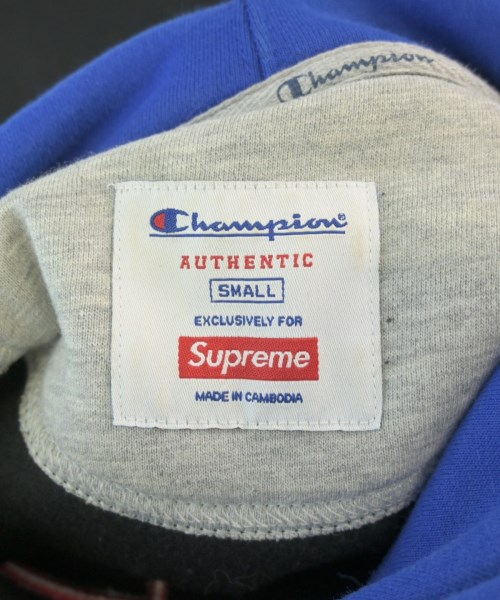 Champion
Champion®
AUTHENTIC
SMALL
EXCLUSIVELY FOR
Supreme
MADE IN CAMBODIA